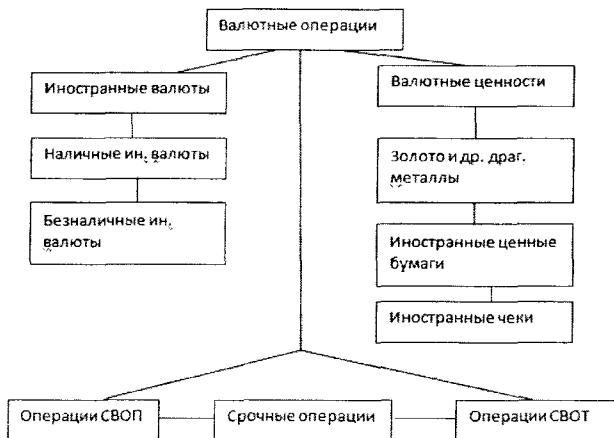 Валютные операции
Иностранные валюты
Валютные ценности
Наличные ин. валюты
Золото и др. драг.
металлы
Безналичные ин.
валюты
Иностранные ценные
бумаги
Иностранные чеки
Операции СВОП
Срочные операции
Операции СВОТ